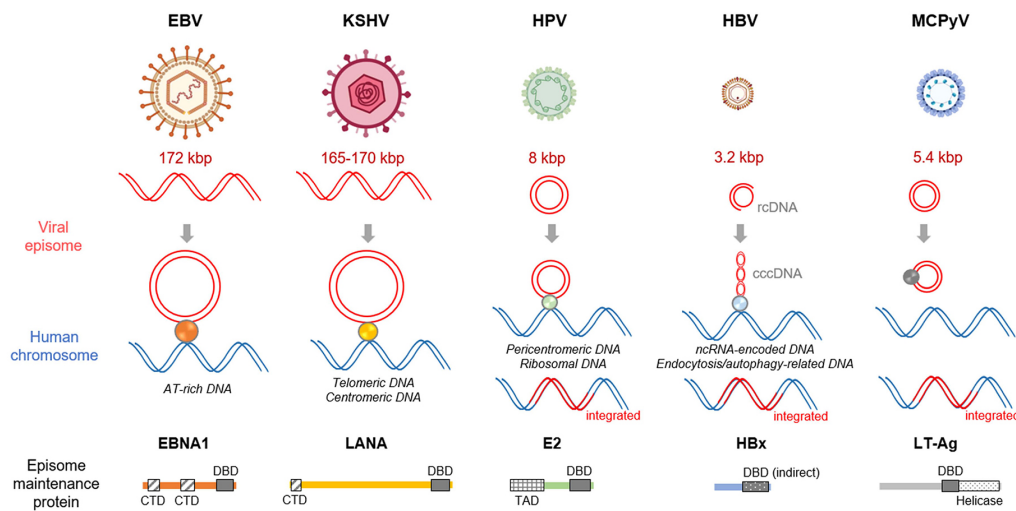 EBV KSHV HPV HBV MCPyV
172 kbp 165-170 kbp 8 kbp 3.2 kbp 5.4 kbp
rcDNA
Viral
episome
cccDNA
Human
chromosome
AT-rich DNA
Telomeric DNA
Centromeric DNA
Pericentromeric DNA
Ribosomal DNA
ncRNA-encoded DNA
Endocytosis/autophagy-related DNA
integrated integrated integrated
EBNA1 LANA E2 HBx LT-Ag
Episome
maintenance
protein
DBD
CTD CTD
DBD
CTD
DBD
TAD
DBD (indirect)
DBD
Helicase